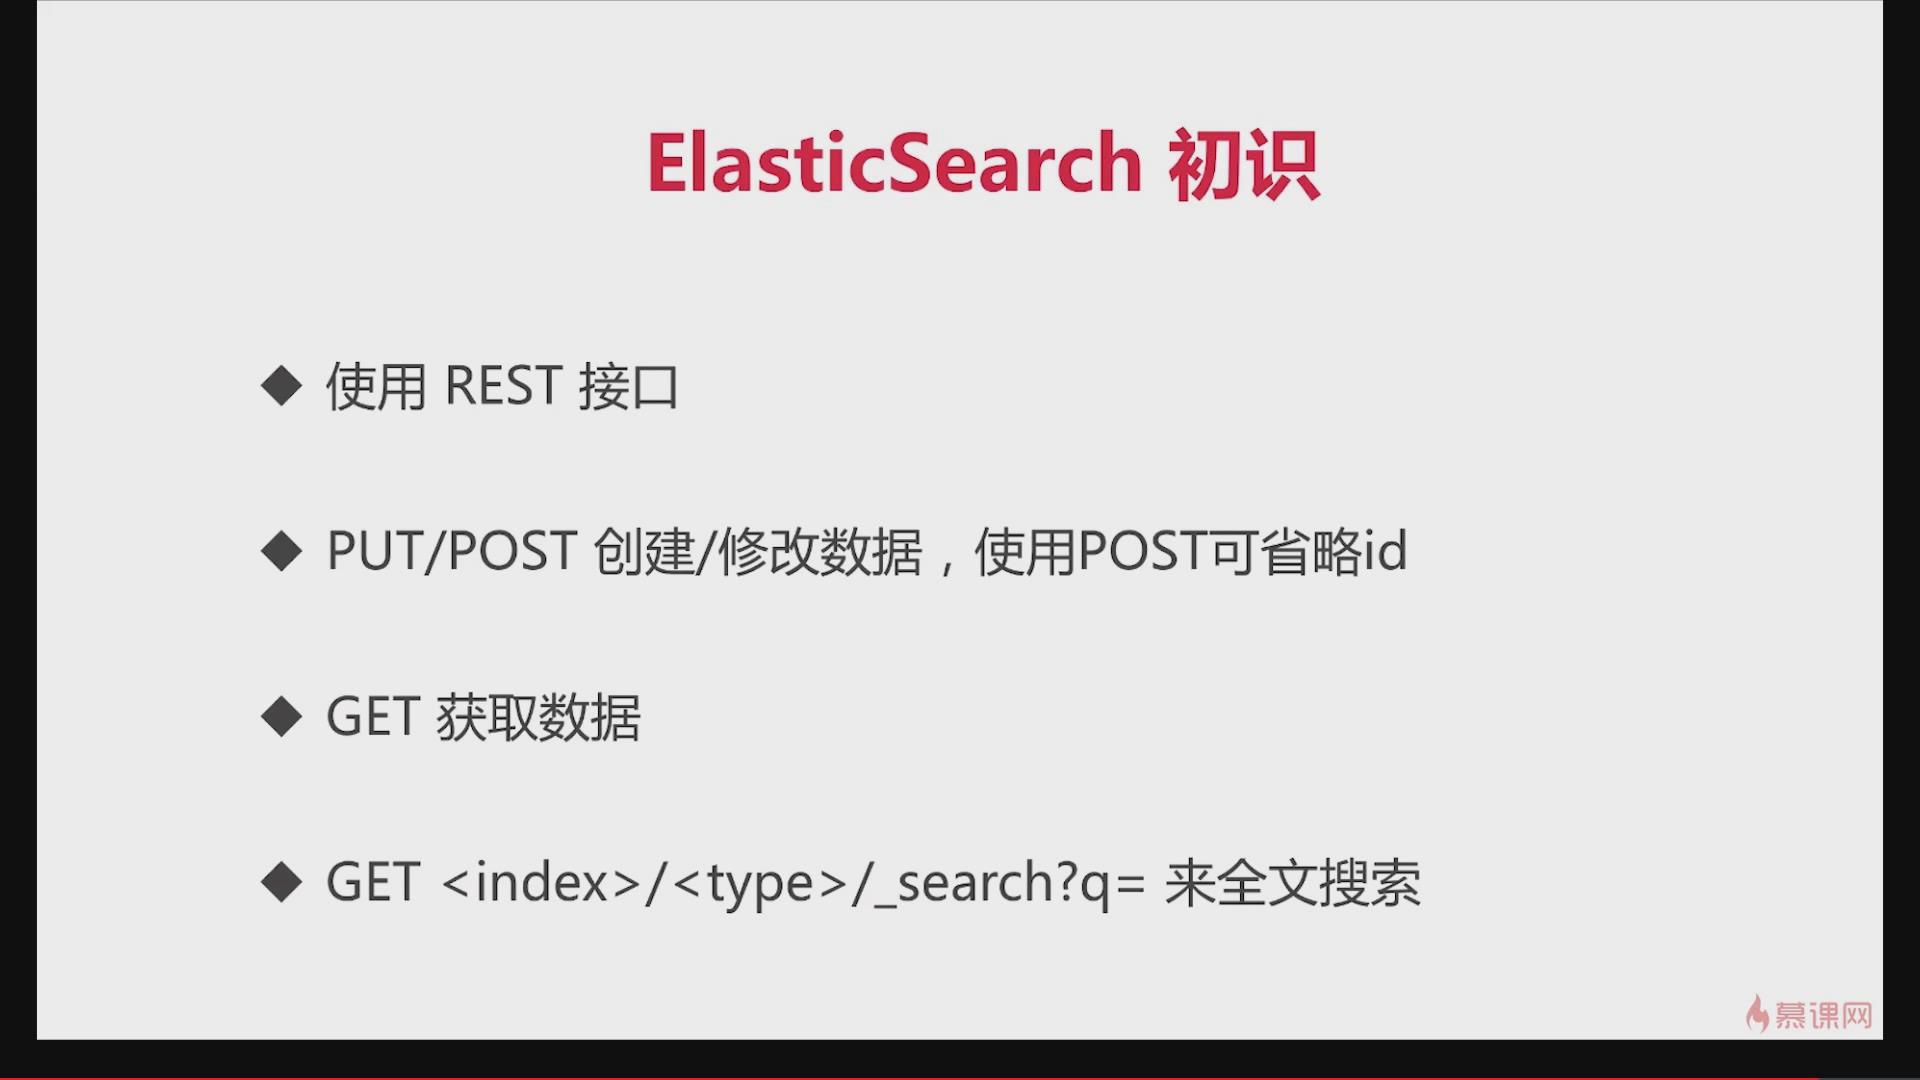 ElasticSearch 初识
◆ 使用 REST 接口
◆ PUT/POST 创建/修改数据，使用POST可省略id
◆ GET 获取数据
◆ GET <index>/<type>/_search?q= 来全文搜索
慕课网